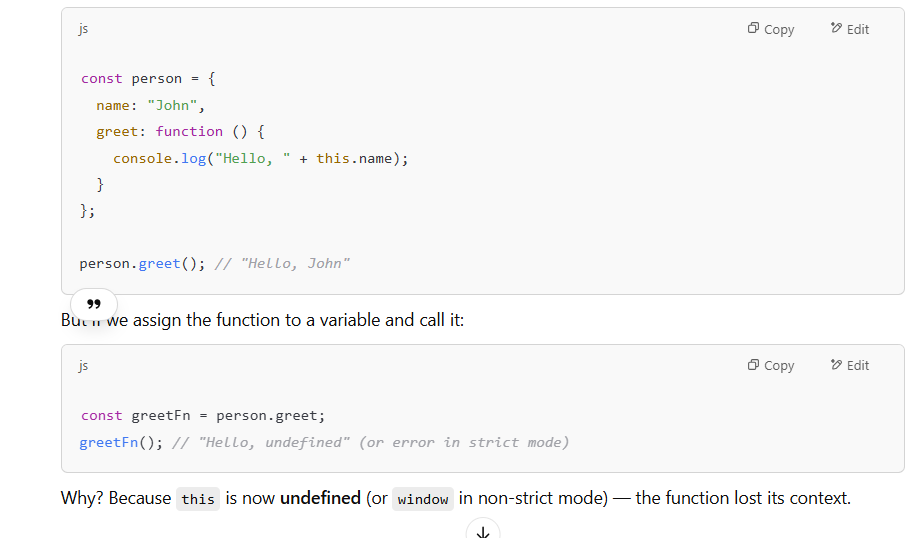 js
Copy
Edit
const person = {
  name: "John",
  greet: function () {
    console.log("Hello, " + this.name);
  }
};
person.greet(); // "Hello, John"
But if we assign the function to a variable and call it:
js
Copy
Edit
const greetFn = person.greet;
greetFn(); // "Hello, undefined" (or error in strict mode)
Why? Because this is now undefined (or window in non-strict mode) — the function lost its context.